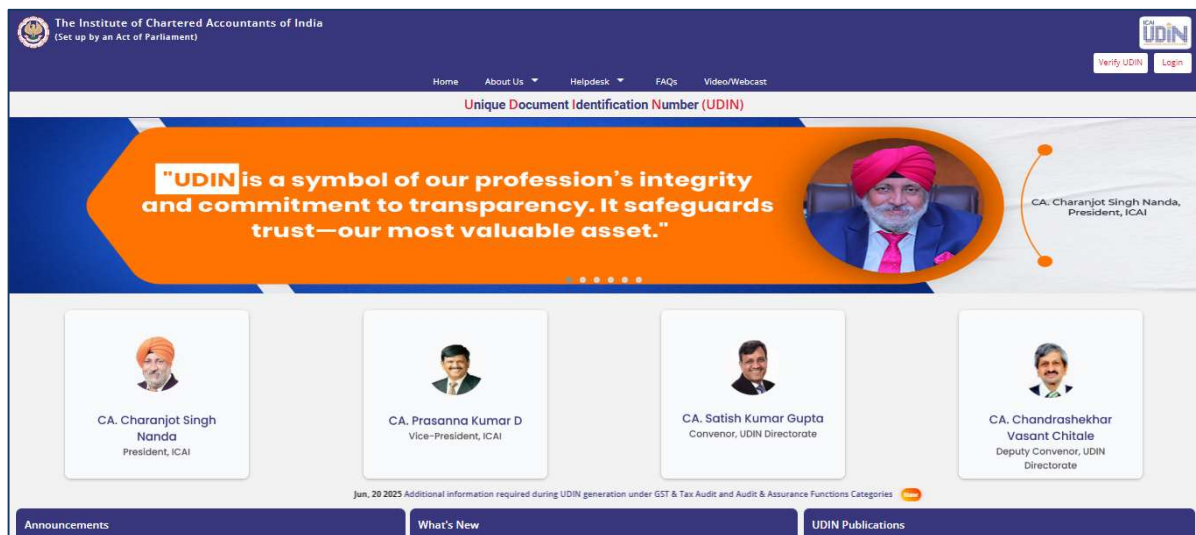 The Institute of Chartered Accountants of India
(Set up by an Act of Parliament)
ICAI
UDIN
Verify UDIN
Login
Home
About Us
Helpdesk
FAQs
Video/Webcast
Unique Document Identification Number (UDIN)
"UDIN is a symbol of our profession's integrity
and commitment to transparency. It safeguards
trust—our most valuable asset."
CA. Charanjot Singh Nanda,
President, ICAI
CA. Charanjot Singh
Nanda
President, ICAI
CA. Prasanna Kumar D
Vice-President, ICAI
CA. Satish Kumar Gupta
Convenor, UDIN Directorate
CA. Chandrashekhar
Vasant Chitale
Deputy Convenor, UDIN
Directorate
Jun, 20 2025 Additional information required during UDIN generation under GST & Tax Audit and Audit & Assurance Functions Categories New
Announcements
What's New
UDIN Publications